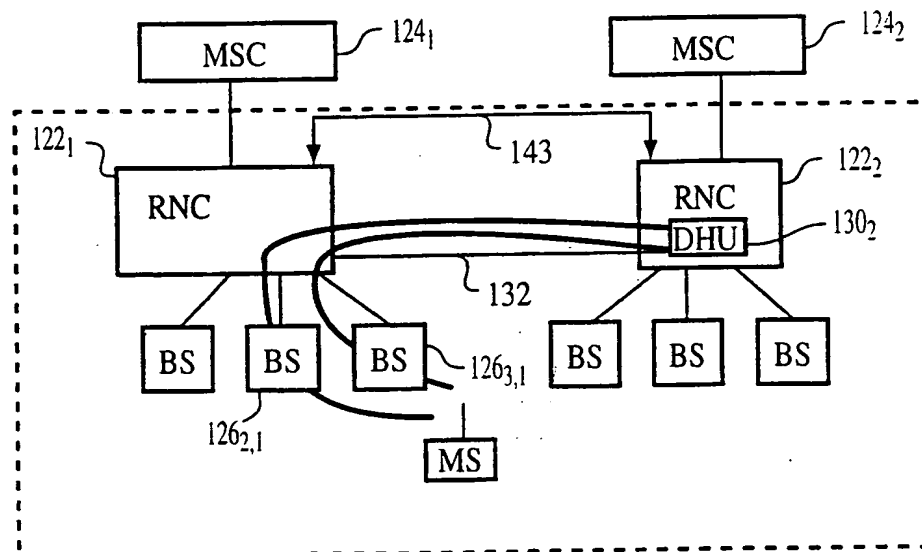 MSC
124₁
MSC
124₂
122₁
RNC
143
122₂
RNC
DHU
130₂
132
BS
BS
BS
126₃,₁
BS
BS
BS
126₂,₁
MS